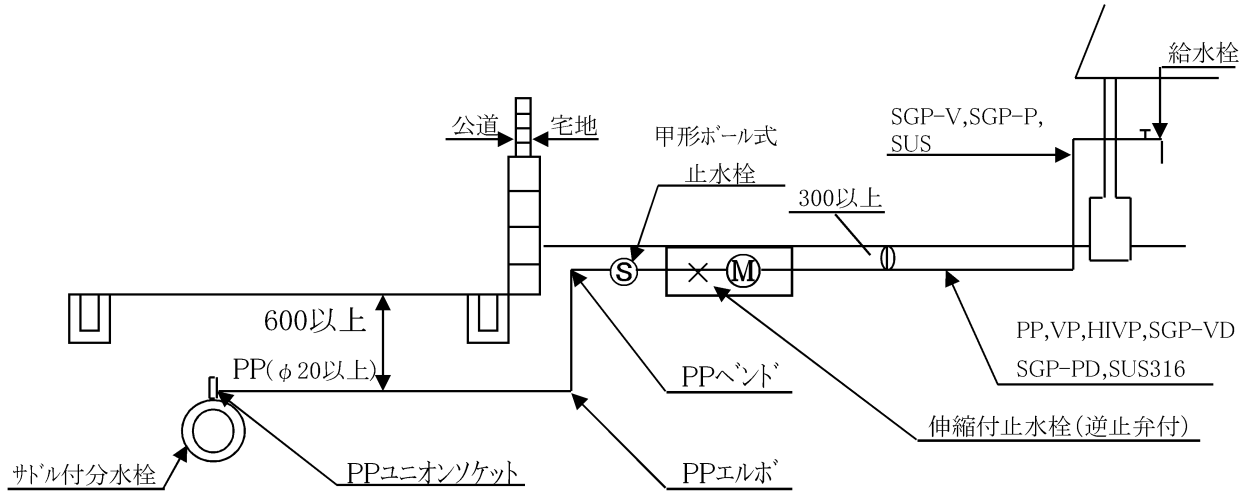 給水栓
SGP-V,SGP-P,
SUS
公道
宅地
甲形ボール式
止水栓
300以上
S
M
600以上
PP(φ20以上)
PP,VP,HIVP,SGP-VD
SGP-PD,SUS316
PPベンド
伸縮付止水栓(逆止弁付)
サドル付分水栓
PPユニオンソケット
PPエルボ